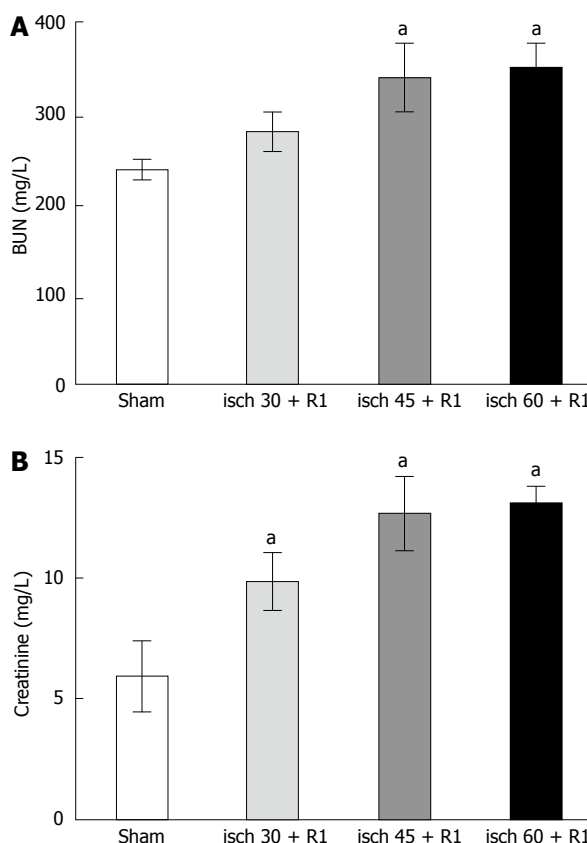 A
400
a
a
300
200
100
0
BUN (mg/L)
Sham
isch 30 + R1
isch 45 + R1
isch 60 + R1
B
15
a
a
a
10
5
0
Creatinine (mg/L)
Sham
isch 30 + R1
isch 45 + R1
isch 60 + R1